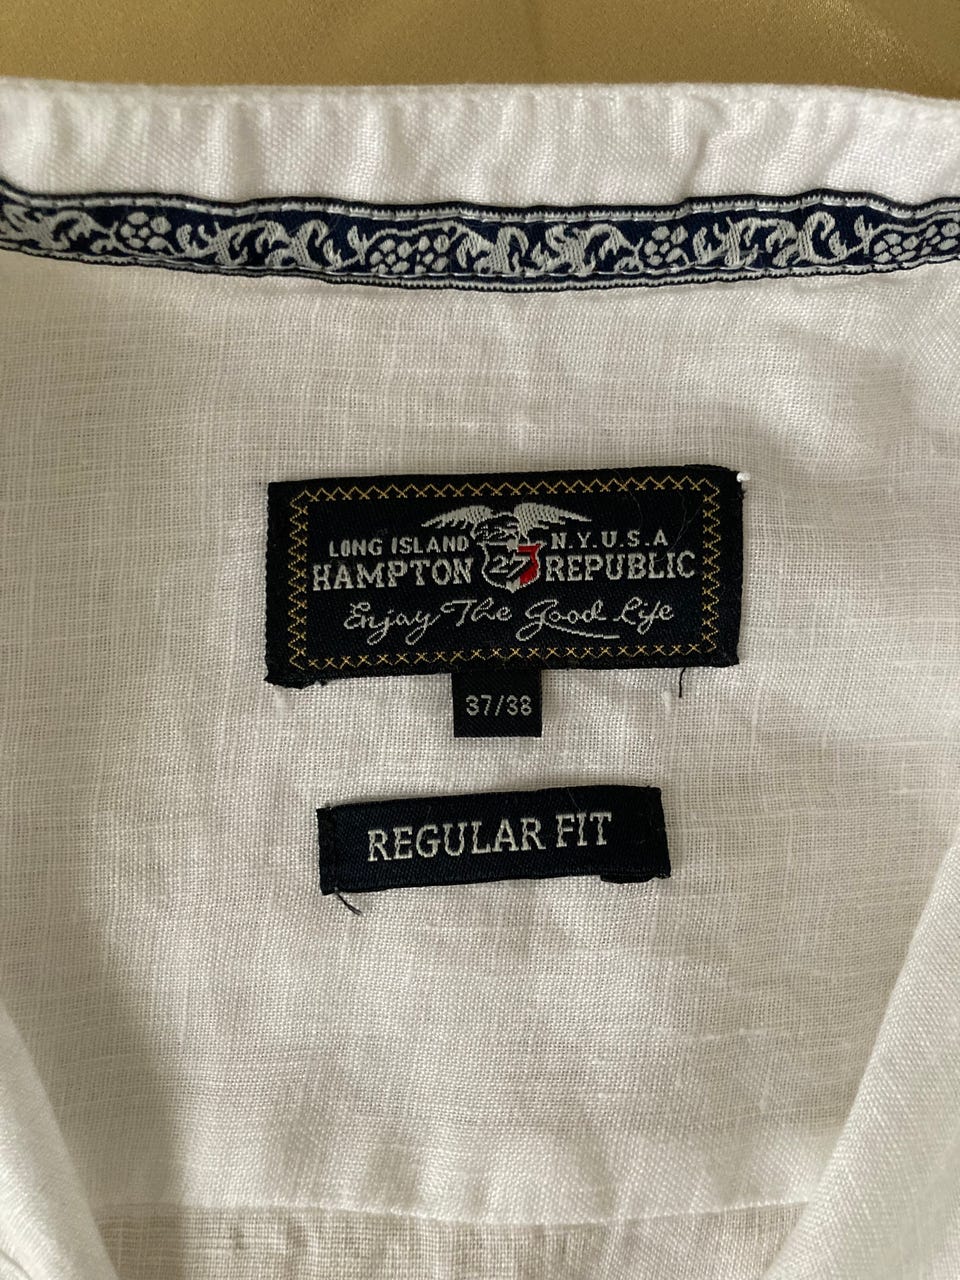 LONG ISLAND N.Y.U.S.A
HAMPTON 27 REPUBLIC
Enjoy The Good Life
37/38
REGULAR FIT